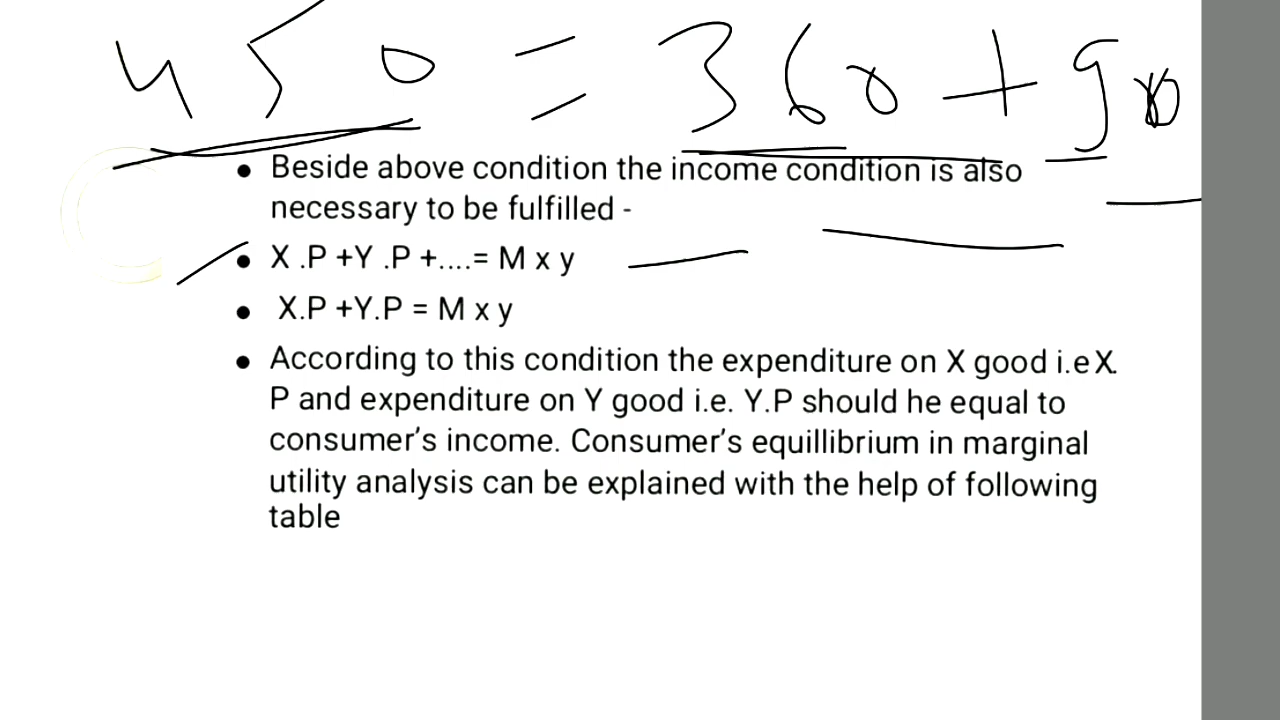 450 = 360 + 90
Beside above condition the income condition is also
necessary to be fulfilled -
X .P +Y .P +....= M x y
X.P +Y.P = M x y
According to this condition the expenditure on X good i.e X.
P and expenditure on Y good i.e. Y.P should he equal to
consumer's income. Consumer's equillibrium in marginal
utility analysis can be explained with the help of following
table